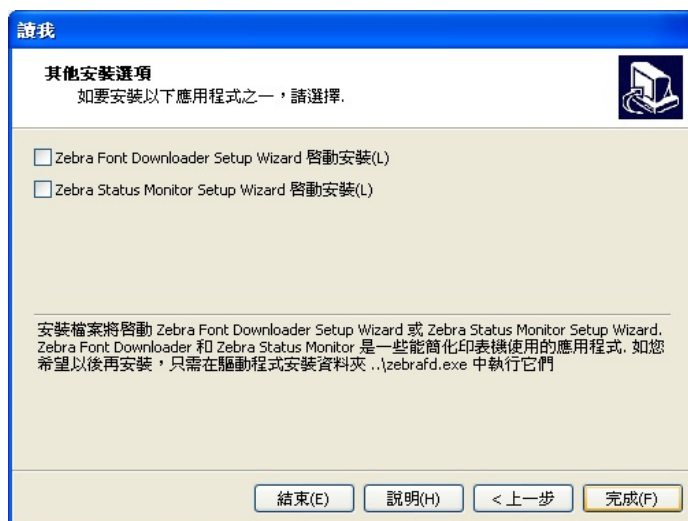 讀我
其他安裝選項
如要安裝以下應用程式之一，請選擇.
Zebra Font Downloader Setup Wizard 啓動安裝(L)
Zebra Status Monitor Setup Wizard 啓動安裝(L)
安裝檔案將啓動 Zebra Font Downloader Setup Wizard 或 Zebra Status Monitor Setup Wizard.
Zebra Font Downloader 和 Zebra Status Monitor 是一些能簡化印表機使用的應用程式. 如您
希望以後再安裝，只需在驅動程式安裝資料夾 ..\zebrafd.exe 中執行它們
結束(E)
說明(H)
< 上一步
完成(F)